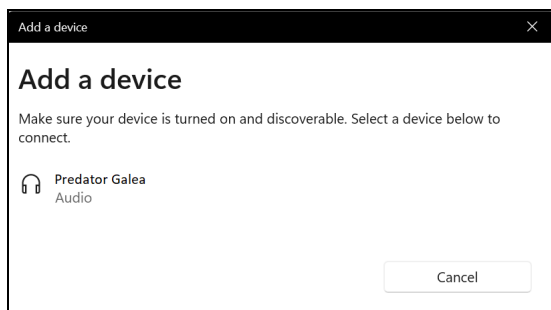 Add a device
Add a device
Make sure your device is turned on and discoverable. Select a device below to
connect.
Predator Galea
Audio
Cancel